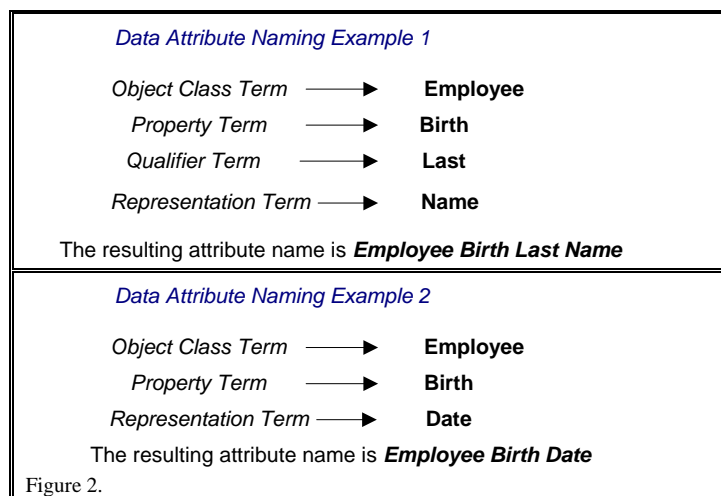 Data Attribute Naming Example 1
Object Class Term Employee
Property Term Birth
Qualifier Term Last
Representation Term Name
The resulting attribute name is Employee Birth Last Name
Data Attribute Naming Example 2
Object Class Term Employee
Property Term Birth
Representation Term Date
The resulting attribute name is Employee Birth Date
Figure 2.